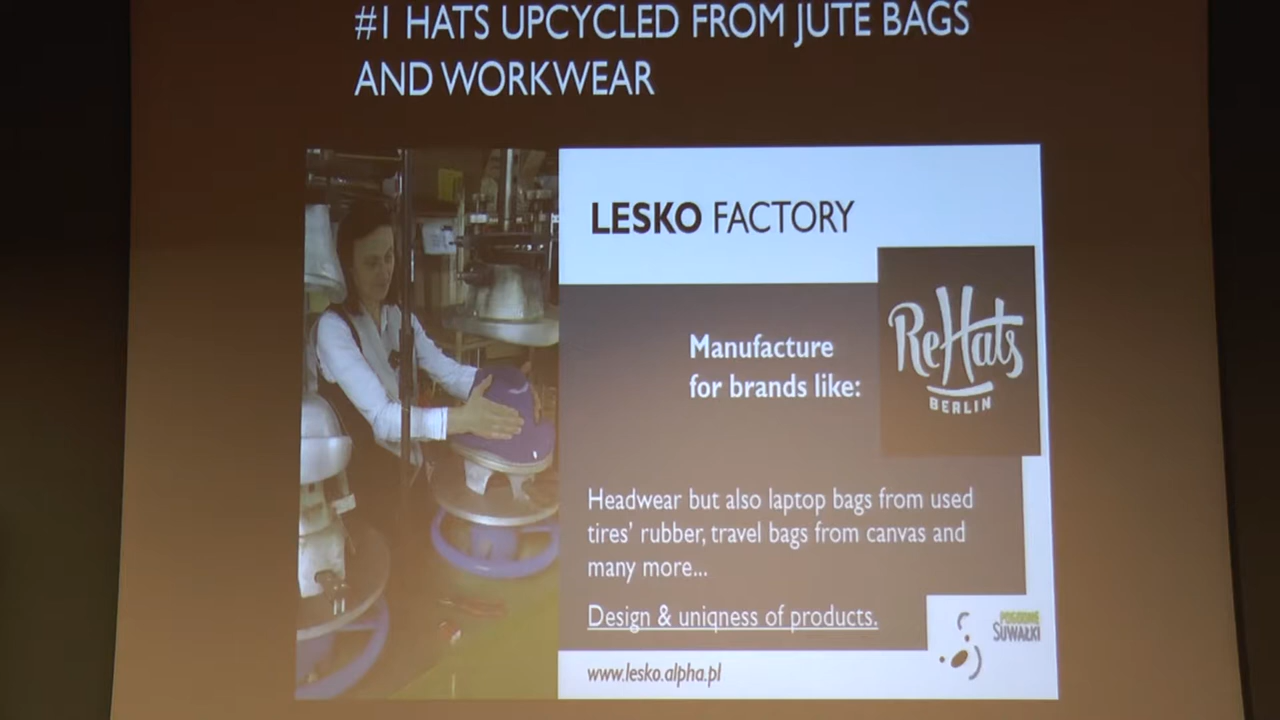 #1 HATS UPCYCLED FROM JUTE BAGS
AND WORKWEAR
LESKO FACTORY
Manufacture
for brands like:
ReHats
BERLIN
Headwear but also laptop bags from used
tires' rubber, travel bags from canvas and
many more...
Design & uniqness of products.
POGODNE
SUWAŁKI
www.lesko.alpha.pl